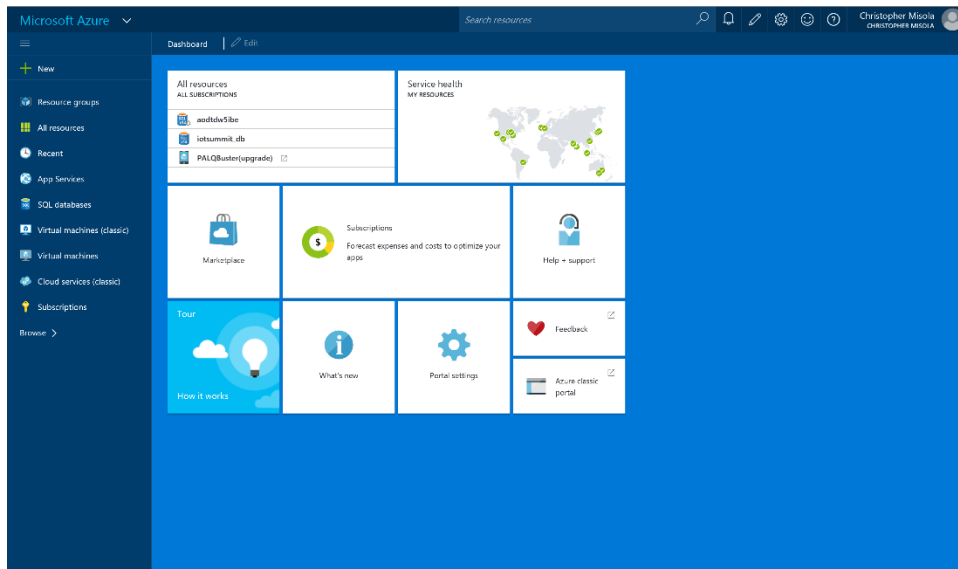 Microsoft Azure
Search resources
Christopher Misola
CHRISTOPHER MISOLA
Dashboard
Edit
New
Resource groups
All resources
Recent
App Services
SQL databases
Virtual machines (classic)
Virtual machines
Cloud services (classic)
Subscriptions
Browse
All resources
ALL SUBSCRIPTIONS
aodtdw5ibe
iotsummit_db
PALQBuster(upgrade)
Service health
MY RESOURCES
Marketplace
$
Subscriptions
Forecast expenses and costs to optimize your
apps
Help + support
Tour
How it works
What's new
Portal settings
Feedback
Azure classic
portal